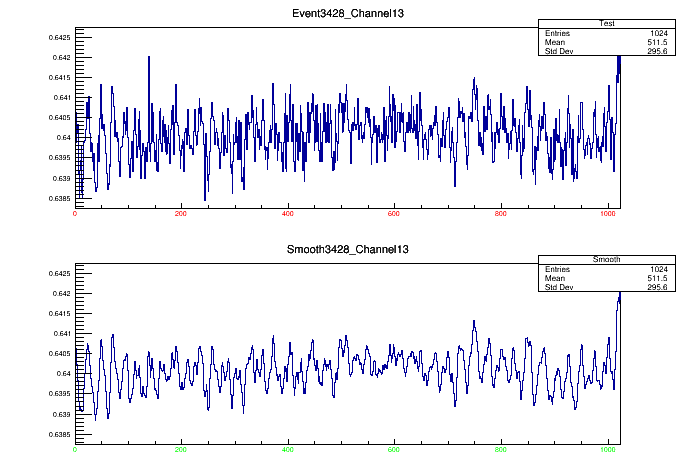 Event3428_Channel13
Test
Entries 1024
Mean 511.5
Std Dev 295.6
0.6425
0.642
0.6415
0.641
0.6405
0.64
0.6395
0.639
0.6385
0 200 400 600 800 1000
Smooth3428_Channel13
Smooth
Entries 1024
Mean 511.5
Std Dev 295.6
0.6425
0.642
0.6415
0.641
0.6405
0.64
0.6395
0.639
0.6385
0 200 400 600 800 1000